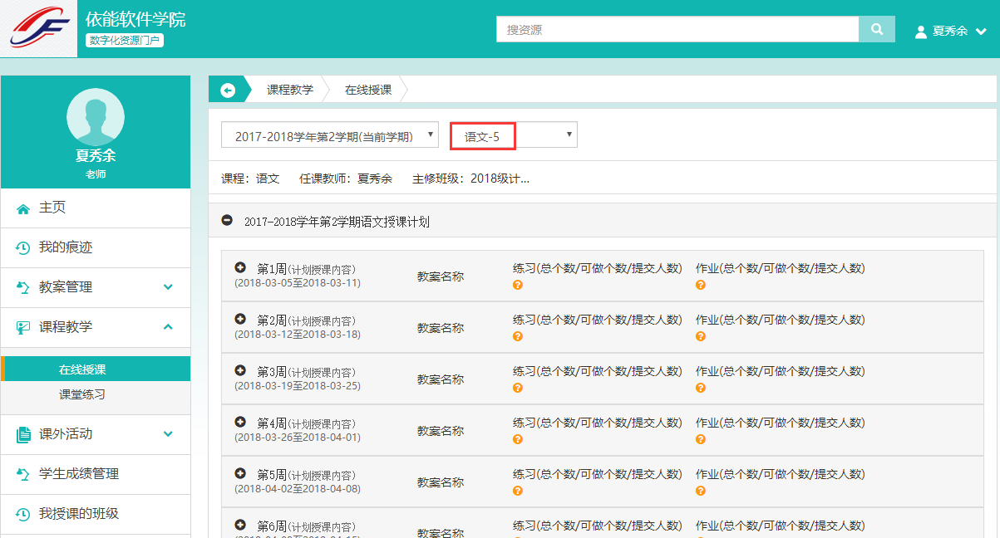 依能软件学院
数字化资源门户
搜资源
夏秀余
夏秀余
老师
主页
我的痕迹
教案管理
课程教学
在线授课
课堂练习
课外活动
学生成绩管理
我授课的班级
课程教学
在线授课
2017-2018学年第2学期(当前学期)
语文-5
课程：语文 任课教师：夏秀余 主修班级：2018级计...
2017-2018学年第2学期语文授课计划
第1周(计划授课内容)
(2018-03-05至2018-03-11)
教案名称
练习(总个数/可做个数/提交人数)
作业(总个数/可做个数/提交人数)
第2周(计划授课内容)
(2018-03-12至2018-03-18)
教案名称
练习(总个数/可做个数/提交人数)
作业(总个数/可做个数/提交人数)
第3周(计划授课内容)
(2018-03-19至2018-03-25)
教案名称
练习(总个数/可做个数/提交人数)
作业(总个数/可做个数/提交人数)
第4周(计划授课内容)
(2018-03-26至2018-04-01)
教案名称
练习(总个数/可做个数/提交人数)
作业(总个数/可做个数/提交人数)
第5周(计划授课内容)
(2018-04-02至2018-04-08)
教案名称
练习(总个数/可做个数/提交人数)
作业(总个数/可做个数/提交人数)
第6周(计划授课内容)
教案名称
练习(总个数/可做个数/提交人数)
作业(总个数/可做个数/提交人数)